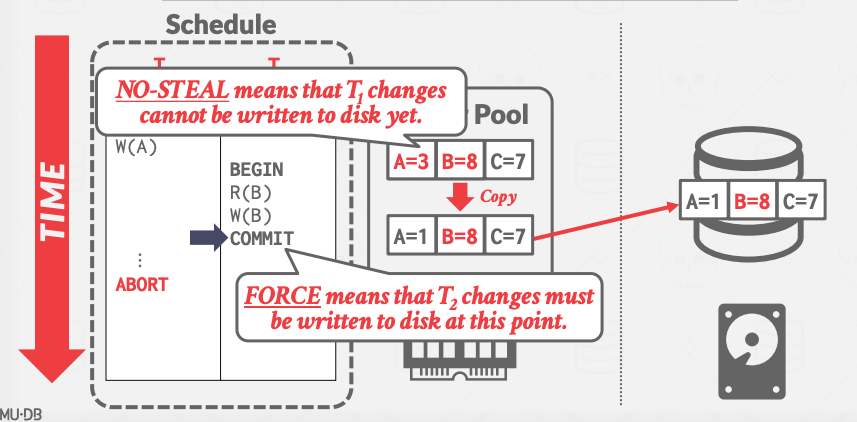 Schedule
T
T
NO-STEAL means that T1 changes
cannot be written to disk yet.
Pool
W(A)
BEGIN
R(B)
W(B)
COMMIT
⋮
ABORT
TIME
A=3 B=8 C=7
Copy
A=1 B=8 C=7
A=1 B=8 C=7
FORCE means that T2 changes must
be written to disk at this point.
MU·DB